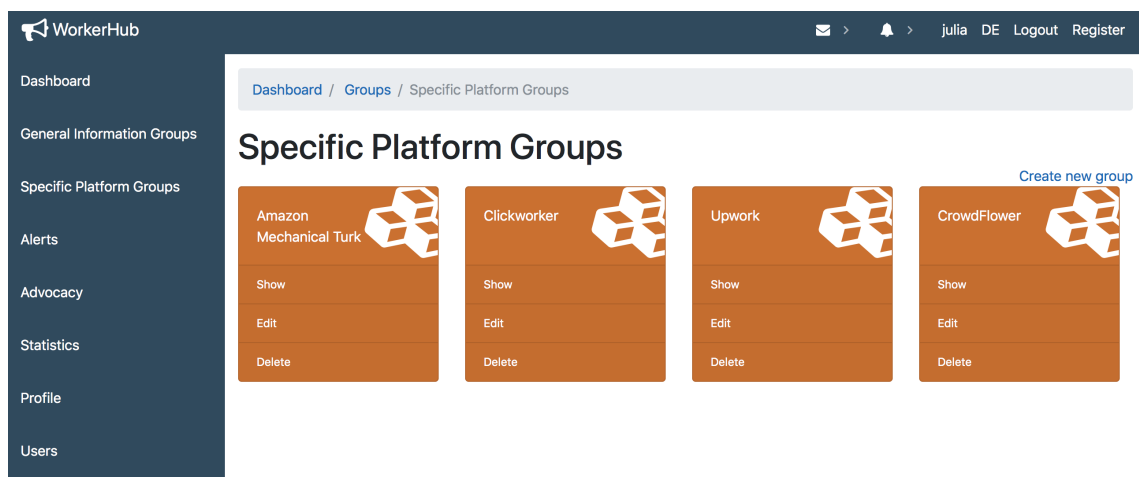 WorkerHub
julia DE Logout Register
Dashboard
General Information Groups
Specific Platform Groups
Alerts
Advocacy
Statistics
Profile
Users
Dashboard / Groups / Specific Platform Groups
Specific Platform Groups
Create new group
Amazon
Mechanical Turk
Show
Edit
Delete
Clickworker
Show
Edit
Delete
Upwork
Show
Edit
Delete
CrowdFlower
Show
Edit
Delete